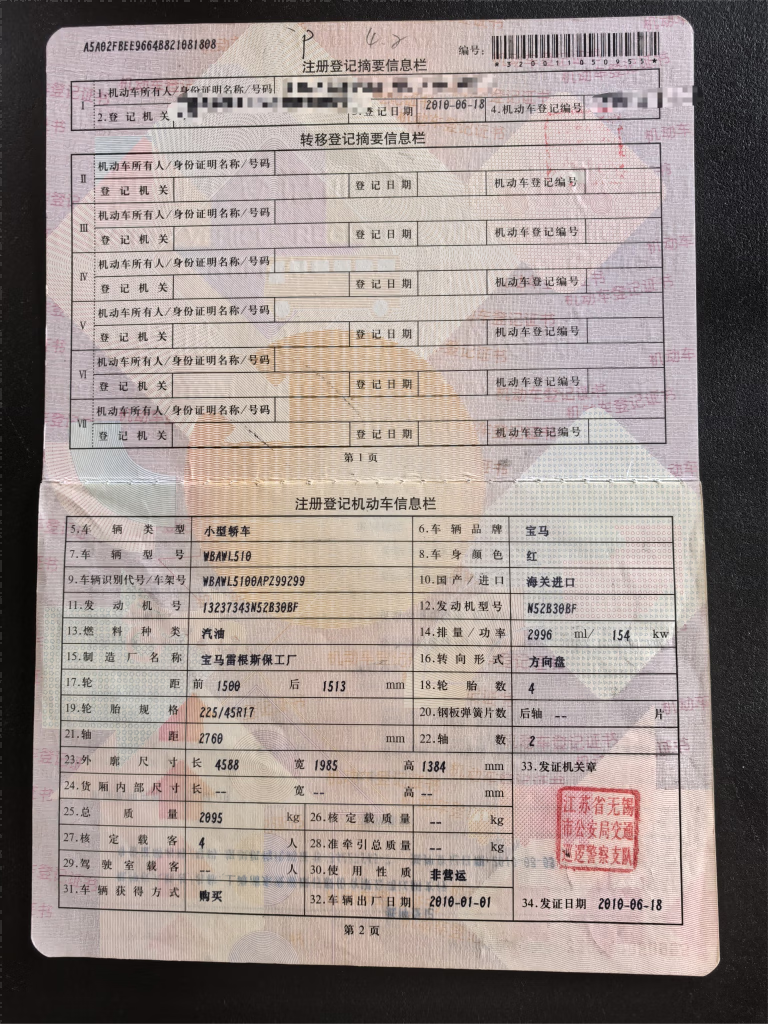 A5A02FBEE9664B821081808
P 4.2
编号:
*320011050955*
注册登记摘要信息栏
I 1.机动车所有人/身份证明名称/号码
2.登记机关 3.登记日期 2010-06-18 4.机动车登记编号
转移登记摘要信息栏
II 机动车所有人/身份证明名称/号码
登记机关 登记日期 机动车登记编号
III 机动车所有人/身份证明名称/号码
登记机关 登记日期 机动车登记编号
IV 机动车所有人/身份证明名称/号码
登记机关 登记日期 机动车登记编号
V 机动车所有人/身份证明名称/号码
登记机关 登记日期 机动车登记编号
VI 机动车所有人/身份证明名称/号码
登记机关 登记日期 机动车登记编号
VII 机动车所有人/身份证明名称/号码
登记机关 登记日期 机动车登记编号
第1页
注册登记机动车信息栏
5.车辆类型 小型轿车 6.车辆品牌 宝马
7.车辆型号 WBAWL510 8.车身颜色 红
9.车辆识别代号/车架号 WBAWL5100APZ99299 10.国产/进口 海关进口
11.发动机号 13237343N52B30BF 12.发动机型号 N52B30BF
13.燃料种类 汽油 14.排量/功率 2996 ml/ 154 kw
15.制造厂名称 宝马雷根斯保工厂 16.转向形式 方向盘
17.轮距 前 1500 后 1513 mm 18.轮胎数 4
19.轮胎规格 225/45R17 20.钢板弹簧片数 后轴 -- 片
21.轴距 2760 mm 22.轴数 2
23.外廓尺寸 长 4588 宽 1985 高 1384 mm 33.发证机关章
24.货厢内部尺寸 长 -- 宽 -- 高 -- mm
25.总质量 2095 kg 26.核定载质量 -- kg
27.核定载客 4 人 28.准牵引总质量 -- kg
江苏省无锡
市公安局交通
巡逻警察支队
29.驾驶室载客 -- 人 30.使用性质 非营运
31.车辆获得方式 购买 32.车辆出厂日期 2010-01-01 34.发证日期 2010-06-18
第2页